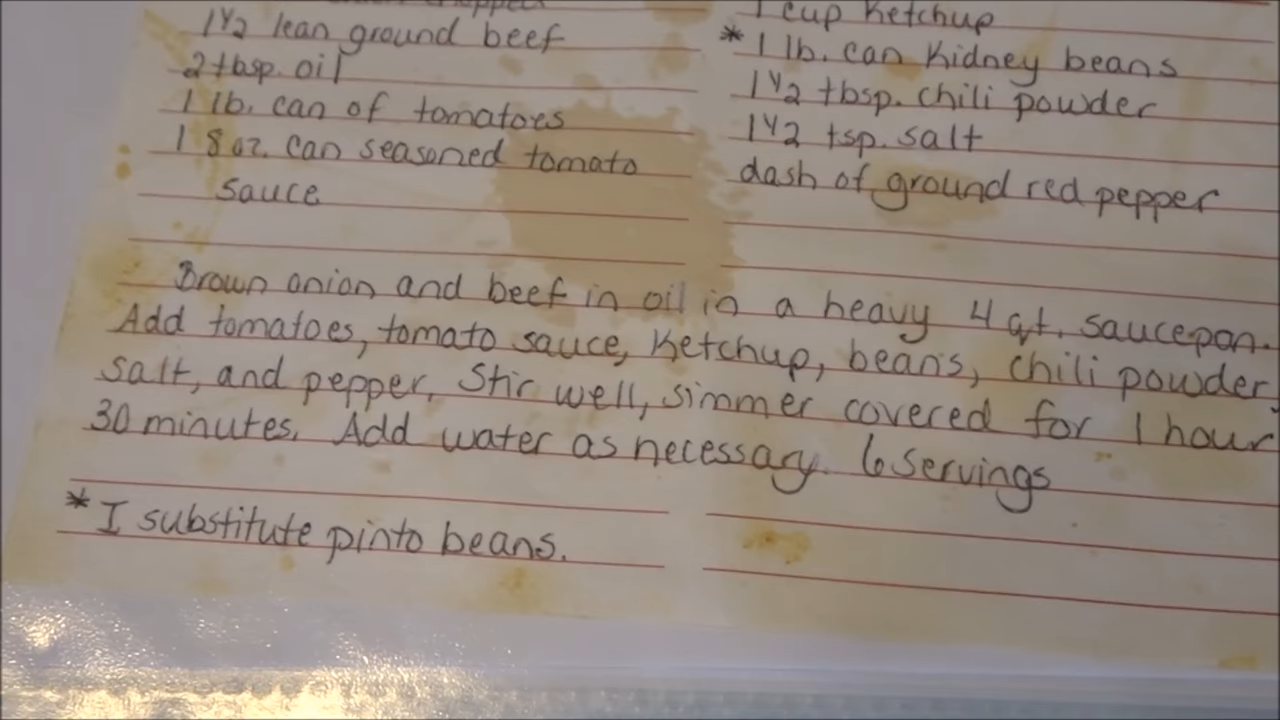 1½ lean ground beef
2 tbsp. oil
1 lb. can of tomatoes
1 8 oz. can seasoned tomato
sauce
1 cup Ketchup
* 1 lb. can Kidney beans
1½ tbsp. chili powder
1½ tsp. salt
dash of ground red pepper
Brown onion and beef in oil in a heavy 4 qt. saucepan.
Add tomatoes, tomato sauce, Ketchup, beans, chili powder,
salt, and pepper. Stir well, simmer covered for 1 hour
30 minutes. Add water as necessary. 6 servings
* I substitute pinto beans.